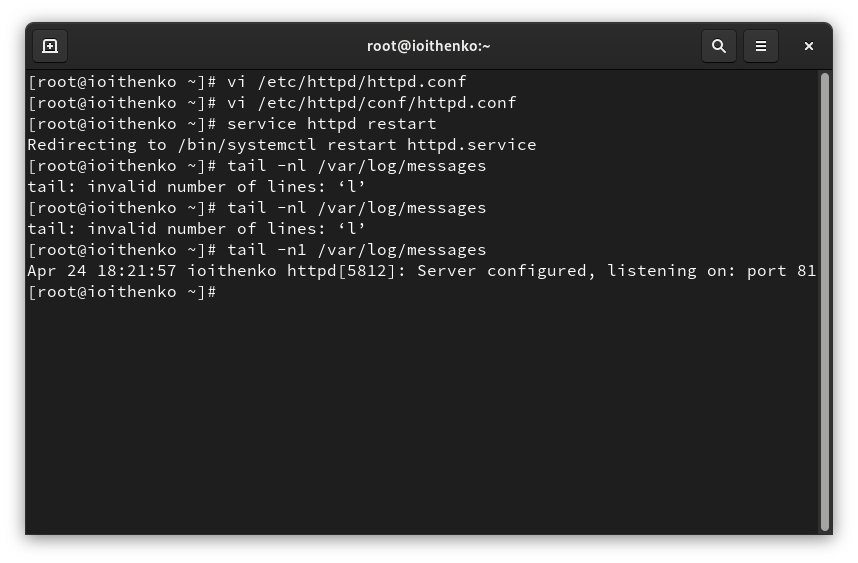 root@ioithenko:~
[root@ioithenko ~]# vi /etc/httpd/httpd.conf
[root@ioithenko ~]# vi /etc/httpd/conf/httpd.conf
[root@ioithenko ~]# service httpd restart
Redirecting to /bin/systemctl restart httpd.service
[root@ioithenko ~]# tail -nl /var/log/messages
tail: invalid number of lines: ‘l’
[root@ioithenko ~]# tail -nl /var/log/messages
tail: invalid number of lines: ‘l’
[root@ioithenko ~]# tail -n1 /var/log/messages
Apr 24 18:21:57 ioithenko httpd[5812]: Server configured, listening on: port 81
[root@ioithenko ~]#